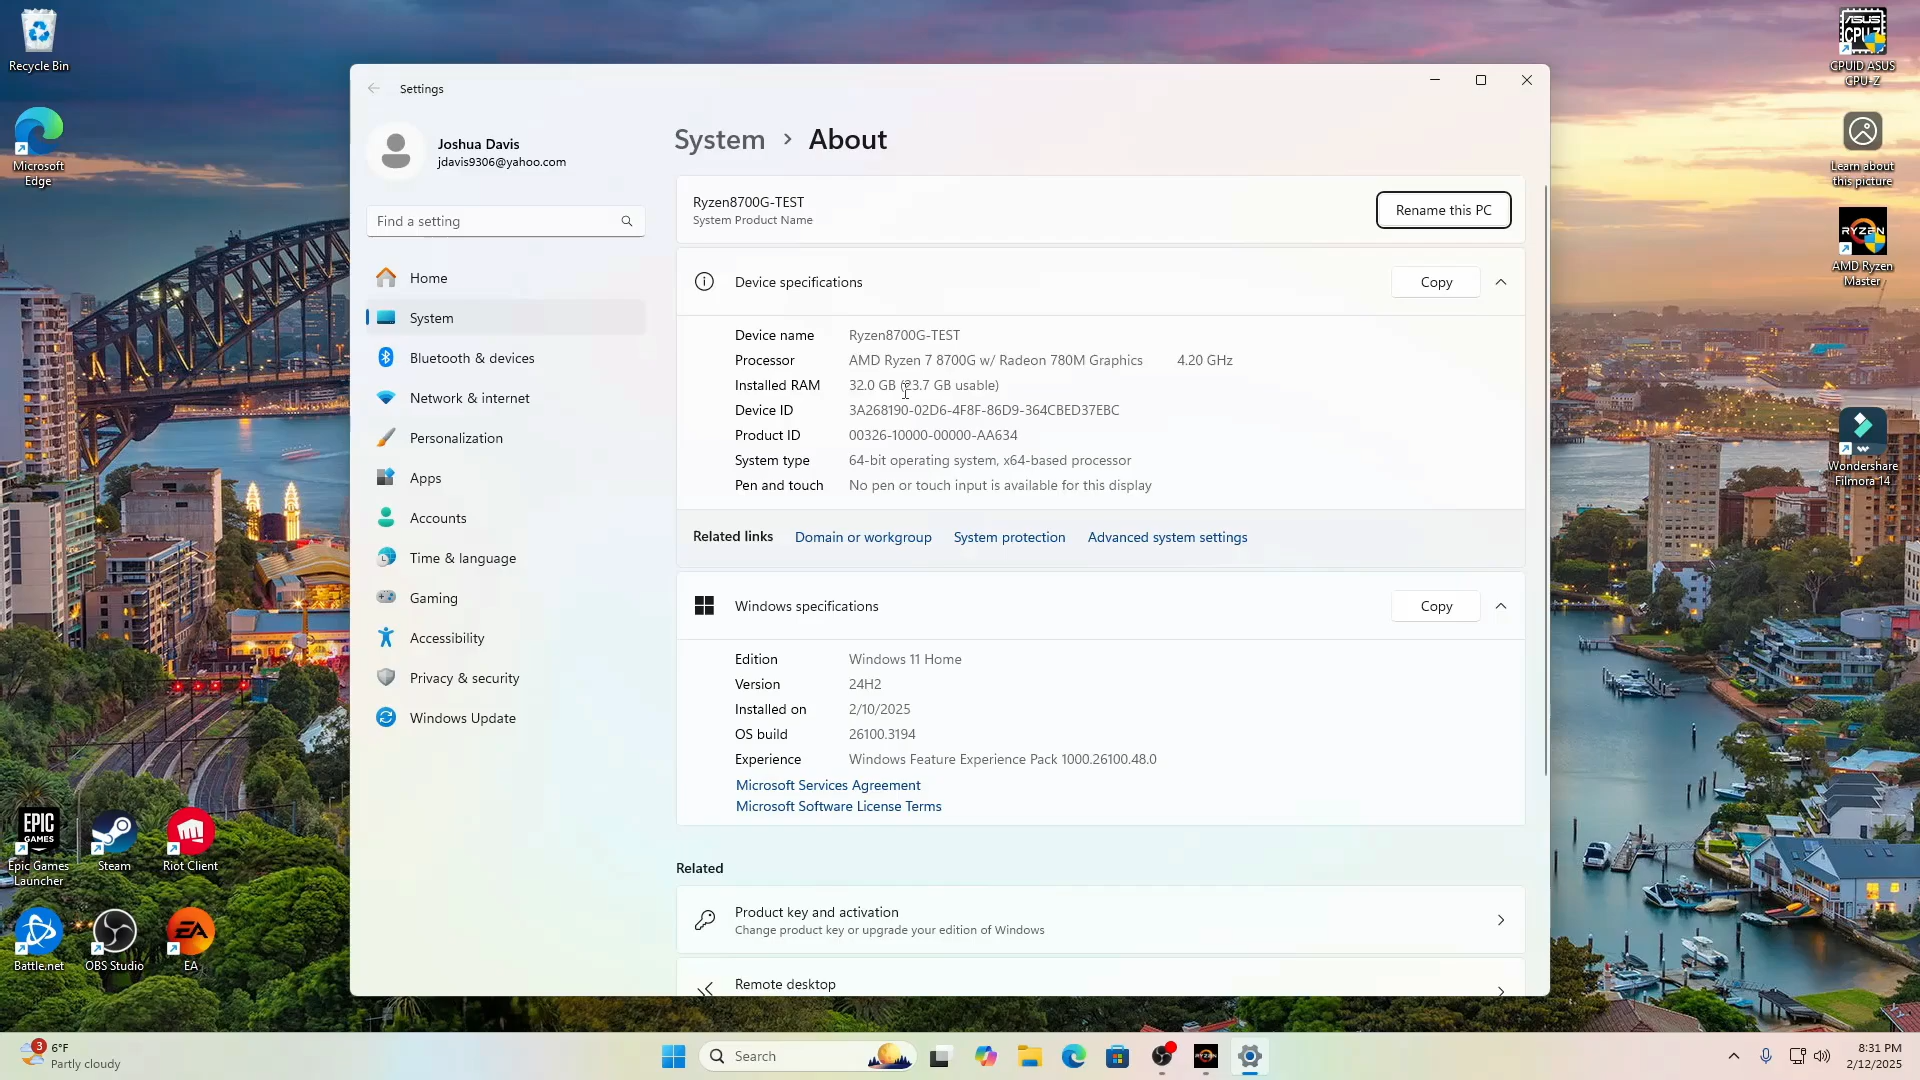 Recycle Bin
Microsoft
Edge
Epic Games
Launcher
Steam
Riot Client
Battle.net
OBS Studio
EA
EPIC
GAMES
EA
Settings
Joshua Davis
jdavis9306@yahoo.com
Find a setting
Home
System
Bluetooth & devices
Network & internet
Personalization
Apps
Accounts
Time & language
Gaming
Accessibility
Privacy & security
Windows Update
System > About
Ryzen8700G-TEST
System Product Name
Rename this PC
Device specifications
Copy
Device name Ryzen8700G-TEST
Processor AMD Ryzen 7 8700G w/ Radeon 780M Graphics 4.20 GHz
Installed RAM 32.0 GB (23.7 GB usable)
Device ID 3A268190-02D6-4F8F-86D9-364CBED37EBC
Product ID 00326-10000-00000-AA634
System type 64-bit operating system, x64-based processor
Pen and touch No pen or touch input is available for this display
Related links Domain or workgroup System protection Advanced system settings
Windows specifications
Copy
Edition Windows 11 Home
Version 24H2
Installed on 2/10/2025
OS build 26100.3194
Experience Windows Feature Experience Pack 1000.26100.48.0
Microsoft Services Agreement
Microsoft Software License Terms
Related
Product key and activation
Change product key or upgrade your edition of Windows
Remote desktop
ASUS
CPU-Z
CPUID ASUS
CPU-Z
Learn about
this picture
RYZEN
AMD Ryzen
Master
Wondershare
Filmora 14
3
6°F
Partly cloudy
Search
RYZEN
8:31 PM
2/12/2025